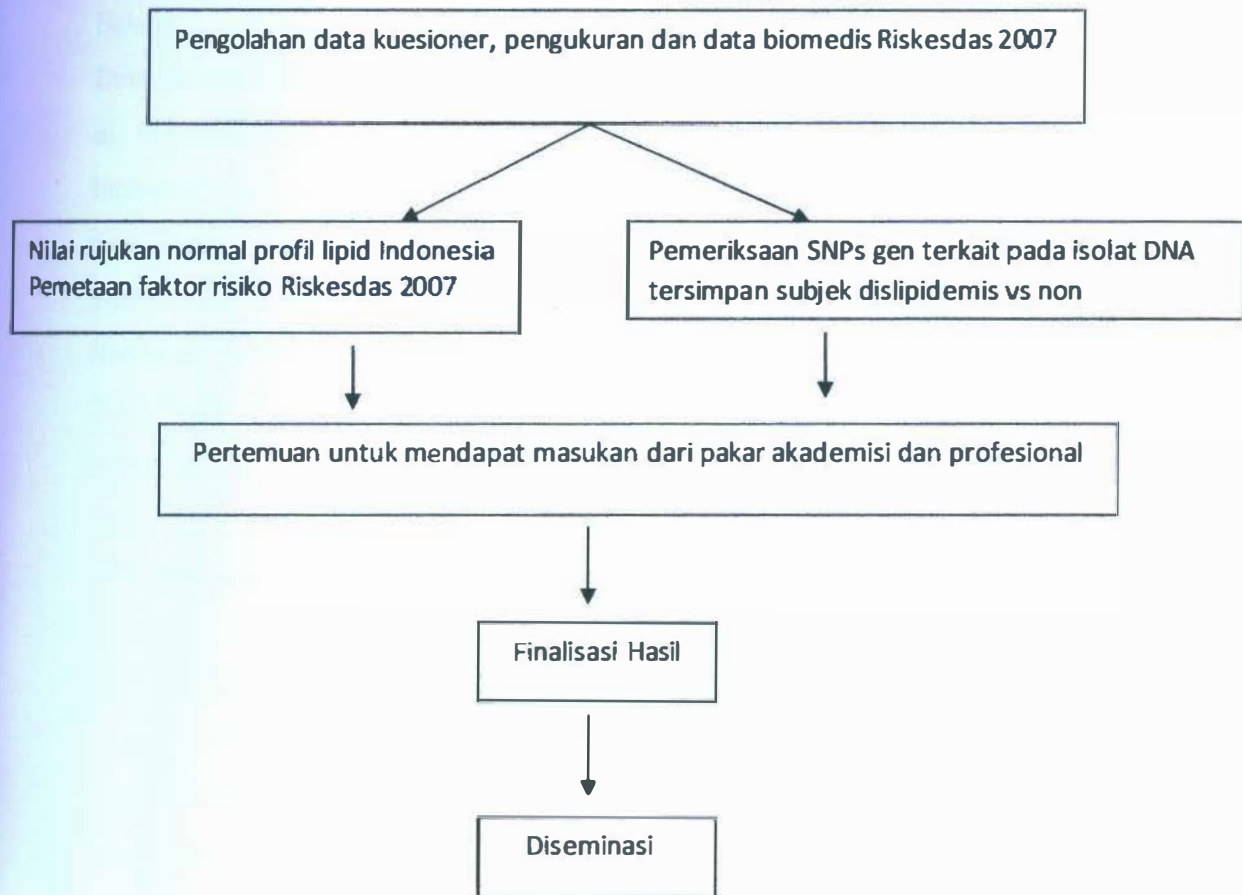 Pengolahan data kuesioner, pengukuran dan data biomedis Riskesdas 2007
Nilai rujukan normal profil lipid Indonesia
Pemetaan faktor risiko Riskesdas 2007
Pemeriksaan SNPs gen terkait pada isolat DNA
tersimpan subjek dislipidemis vs non
Pertemuan untuk mendapat masukan dari pakar akademisi dan profesional
Finalisasi Hasil
Diseminasi